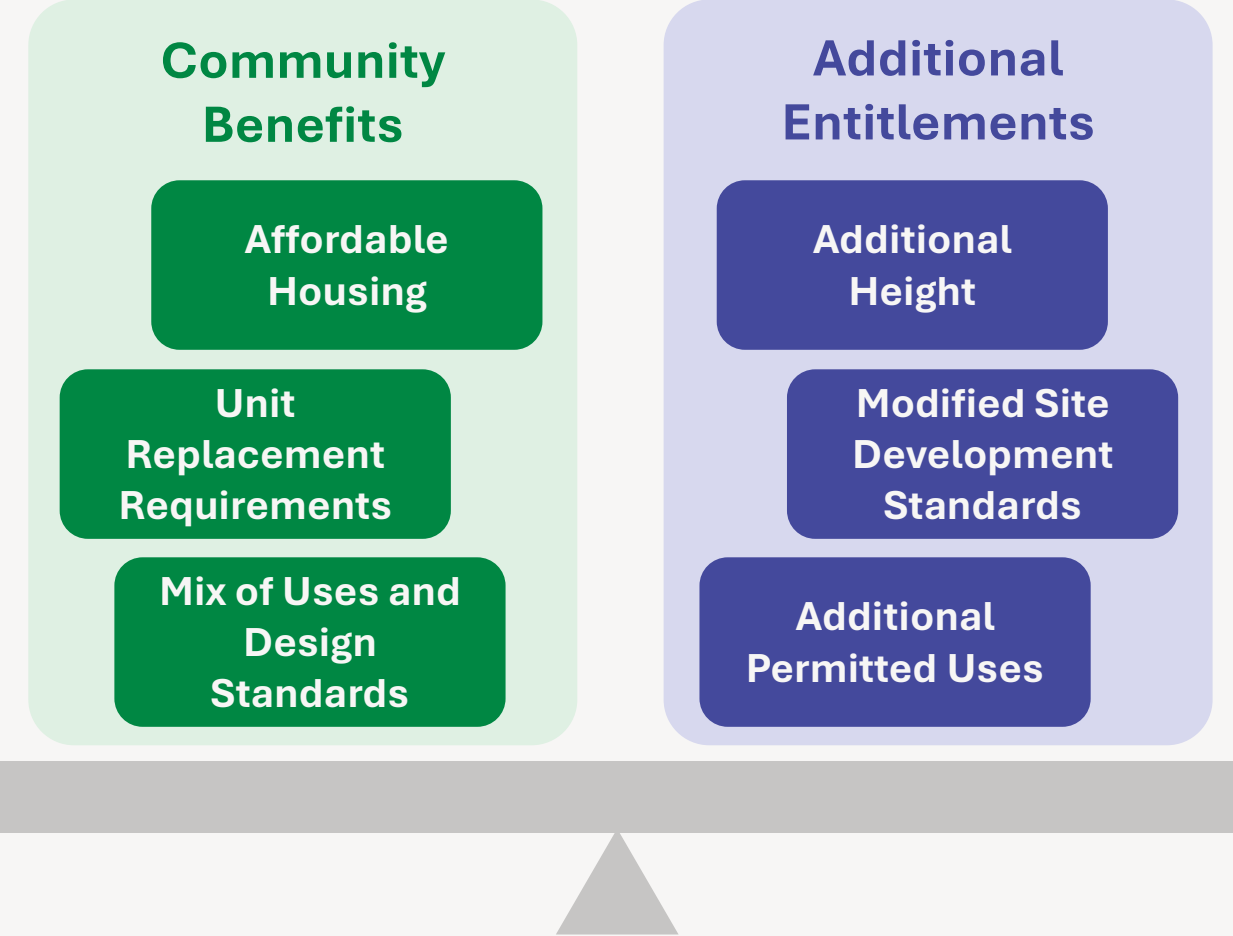 Community
Benefits
Affordable
Housing
Unit
Replacement
Requirements
Mix of Uses and
Design
Standards
Additional
Entitlements
Additional
Height
Modified Site
Development
Standards
Additional
Permitted Uses